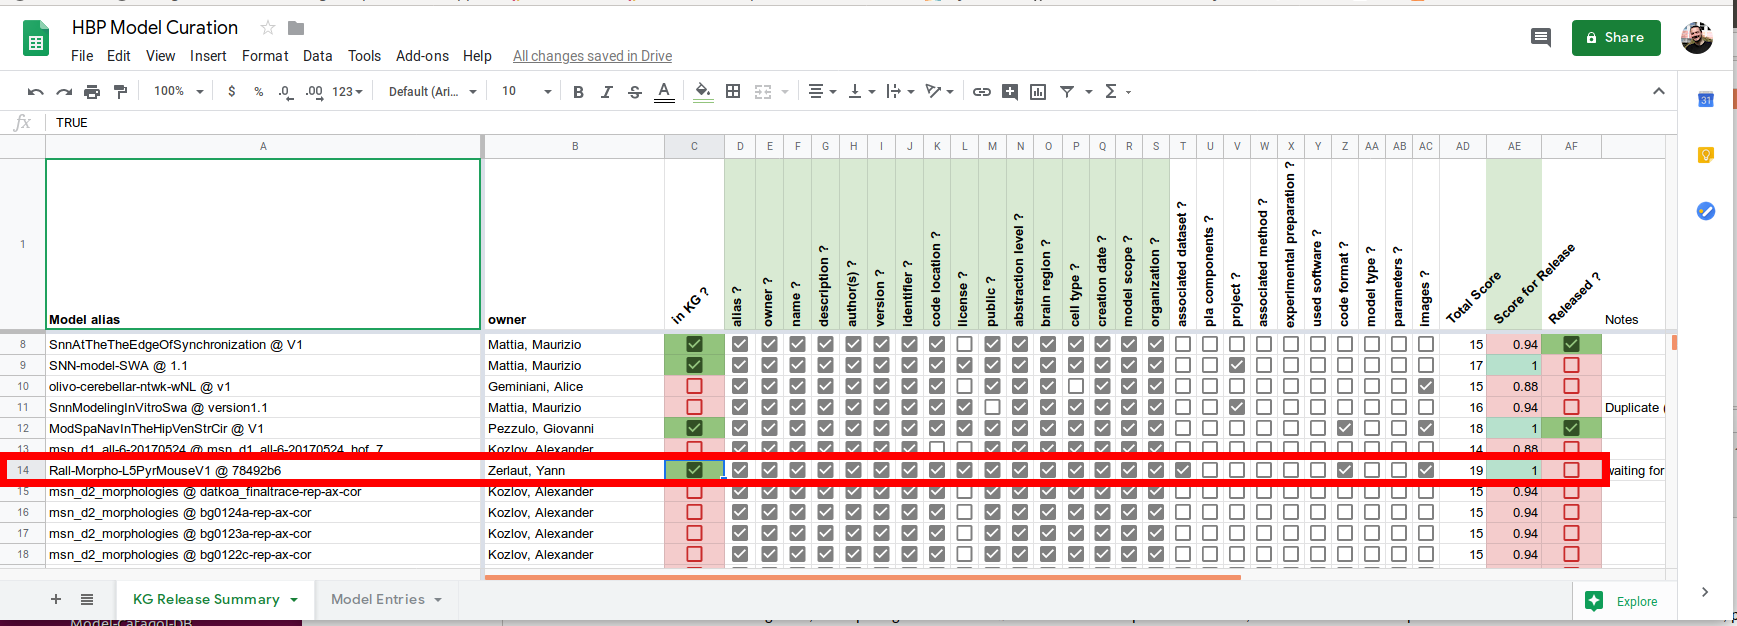 HBP Model Curation
File Edit View Insert Format Data Tools Add-ons Help All changes saved in Drive
Share
100% $ % .0 .00 123 Default (Ari... 10 B I S A
31
fx TRUE
A B C D E F G H I J K L M N O P Q R S T U V W X Y Z AA AB AC AD AE AF
1 Model alias owner in KG ? alias ? owner ? name ? description ? author(s) ? version ? identifier ? code location ? license ? public ? abstraction level ? brain region ? cell type ? creation date ? model scope ? organization ? associated dataset ? pla components ? project ? associated method ? experimental preparation ? used software ? code format ? model type ? parameters ? images ? Total Score Score for Release Released ? Notes
8 SnnAtTheTheEdgeOfSynchronization @ V1 Mattia, Maurizio 15 0.94
9 SNN-model-SWA @ 1.1 Mattia, Maurizio 17 1
10 olivo-cerebellar-ntwk-wNL @ v1 Geminiani, Alice 15 0.88
11 SnnModelingInVitroSwa @ version1.1 Mattia, Maurizio 16 0.94 Duplicate (
12 ModSpaNavInTheHipVenStrCir @ V1 Pezzulo, Giovanni 18 1
13 msn_d1_all-6-20170524 @ msn_d1_all-6-20170524_hof_7 Kozlov, Alexander 14 0.88
14 Rall-Morpho-L5PyrMouseV1 @ 78492b6 Zerlaut, Yann 19 1 waiting for
15 msn_d2_morphologies @ datkoa_finaltrace-rep-ax-cor Kozlov, Alexander 15 0.94
16 msn_d2_morphologies @ bg0124a-rep-ax-cor Kozlov, Alexander 15 0.94
17 msn_d2_morphologies @ bg0123a-rep-ax-cor Kozlov, Alexander 15 0.94
18 msn_d2_morphologies @ bg0122c-rep-ax-cor Kozlov, Alexander 15 0.94
KG Release Summary Model Entries Explore
Model-Catagol-DB